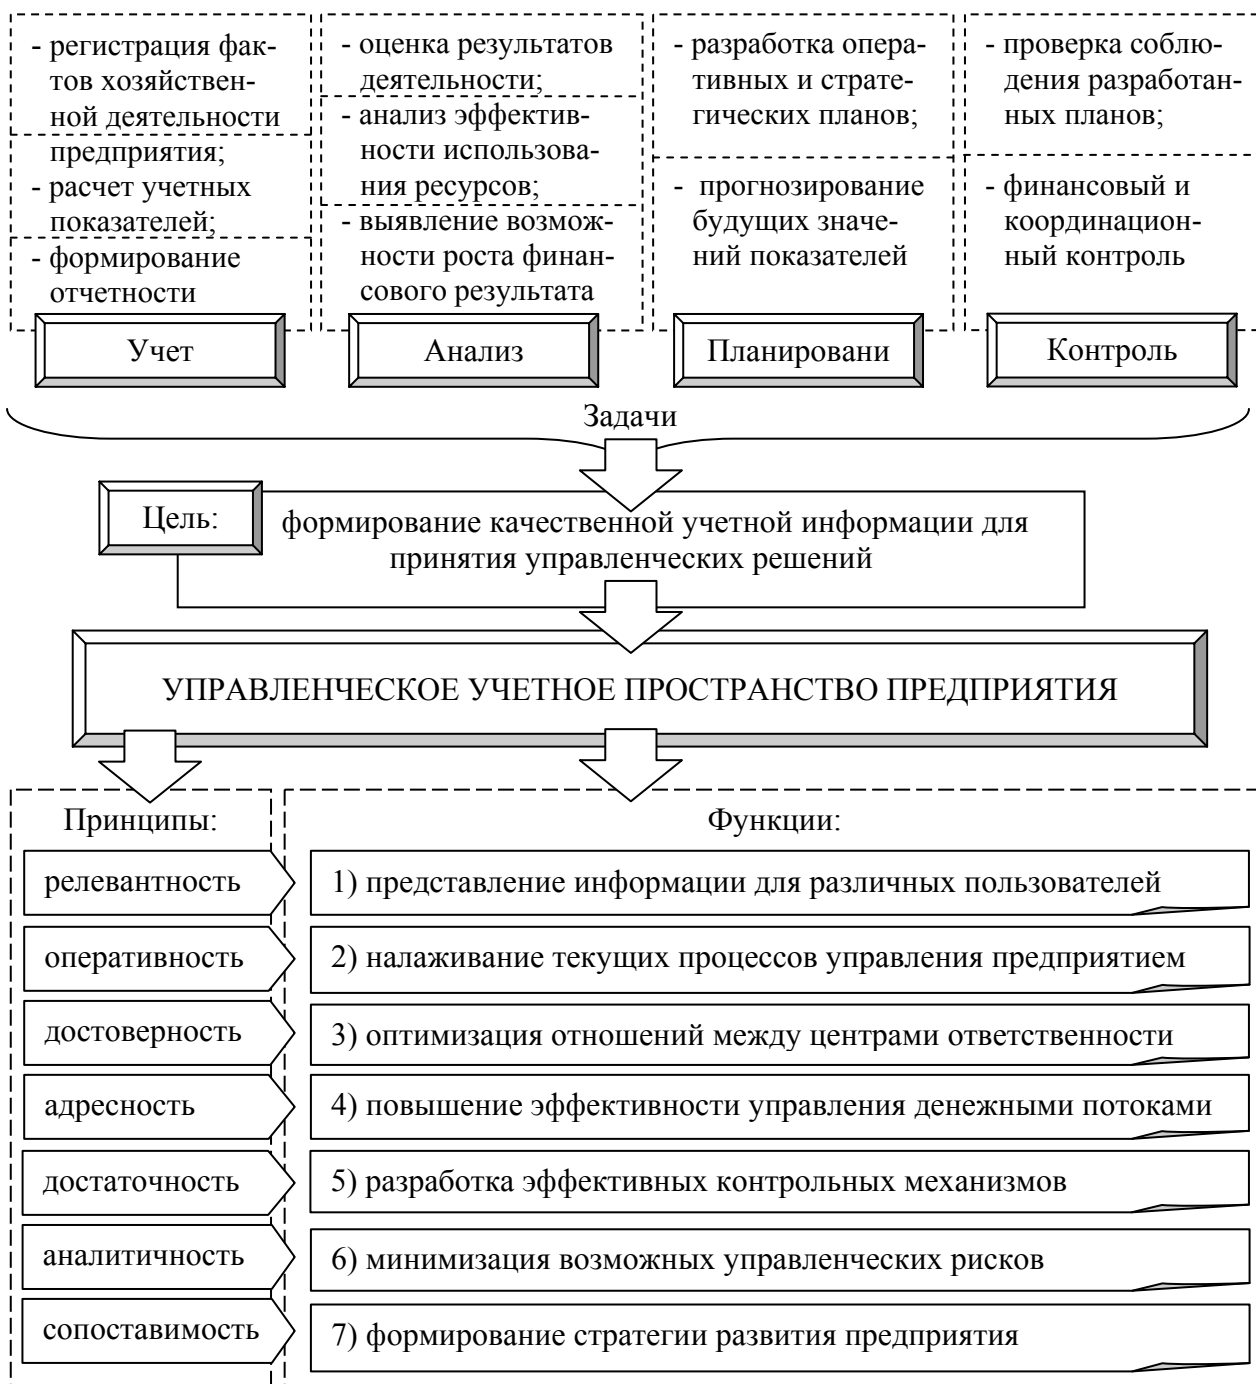 - регистрация фак-
тов хозяйствен-
ной деятельности
предприятия;
- расчет учетных
показателей;
- формирование
отчетности
- оценка результатов
деятельности;
- анализ эффектив-
ности использова-
ния ресурсов;
- выявление возмож-
ности роста финан-
сового результата
- разработка опера-
тивных и страте-
гических планов;
- прогнозирование
будущих значе-
ний показателей
- проверка соблю-
дения разработан-
ных планов;
- финансовый и
координацион-
ный контроль
Учет
Анализ
Планировани
Контроль
Задачи
Цель:
формирование качественной учетной информации для
принятия управленческих решений
УПРАВЛЕНЧЕСКОЕ УЧЕТНОЕ ПРОСТРАНСТВО ПРЕДПРИЯТИЯ
Принципы:
релевантность
оперативность
достоверность
адресность
достаточность
аналитичность
сопоставимость
Функции:
1) представление информации для различных пользователей
2) налаживание текущих процессов управления предприятием
3) оптимизация отношений между центрами ответственности
4) повышение эффективности управления денежными потоками
5) разработка эффективных контрольных механизмов
6) минимизация возможных управленческих рисков
7) формирование стратегии развития предприятия